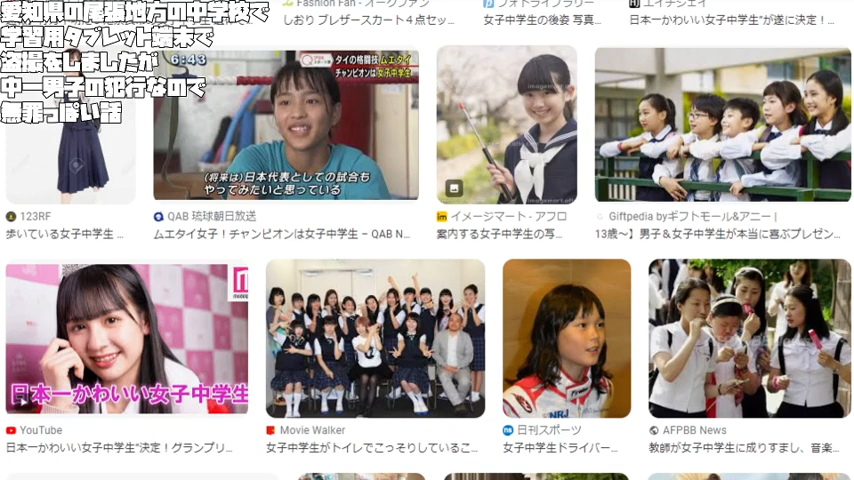 愛知県の尾張地方の中学校で
学習用タブレット端末で
盗撮をしましたが
中一男子の犯行なので
無罪っぽい話
Fashion Fan - オークファン
しおり ブレザースカート４点セッ...
フォトライブラリー
女子中学生の後姿 写真...
エイチジェイ
日本一かわいい女子中学生"が遂に決定！...
6:43
タイの格闘技 ムエタイ
チャンピオンは女子中学生
(将来は)日本代表としての試合も
やってみたいと思っている
123RF
歩いている女子中学生 ...
QAB 琉球朝日放送
ムエタイ女子！チャンピオンは女子中学生 – QAB N...
イメージマート - アフロ
案内する女子中学生の写...
Giftpedia byギフトモール&アニー |
13歳〜】男子＆女子中学生が本当に喜ぶプレゼン...
日本一かわいい女子中学生
NRJ
YouTube
日本一かわいい女子中学生"決定！グランプリ...
Movie Walker
女子中学生がトイレでこっそりしているこ...
日刊スポーツ
女子中学生ドライバー...
AFPBB News
教師が女子中学生に成りすまし、音楽...